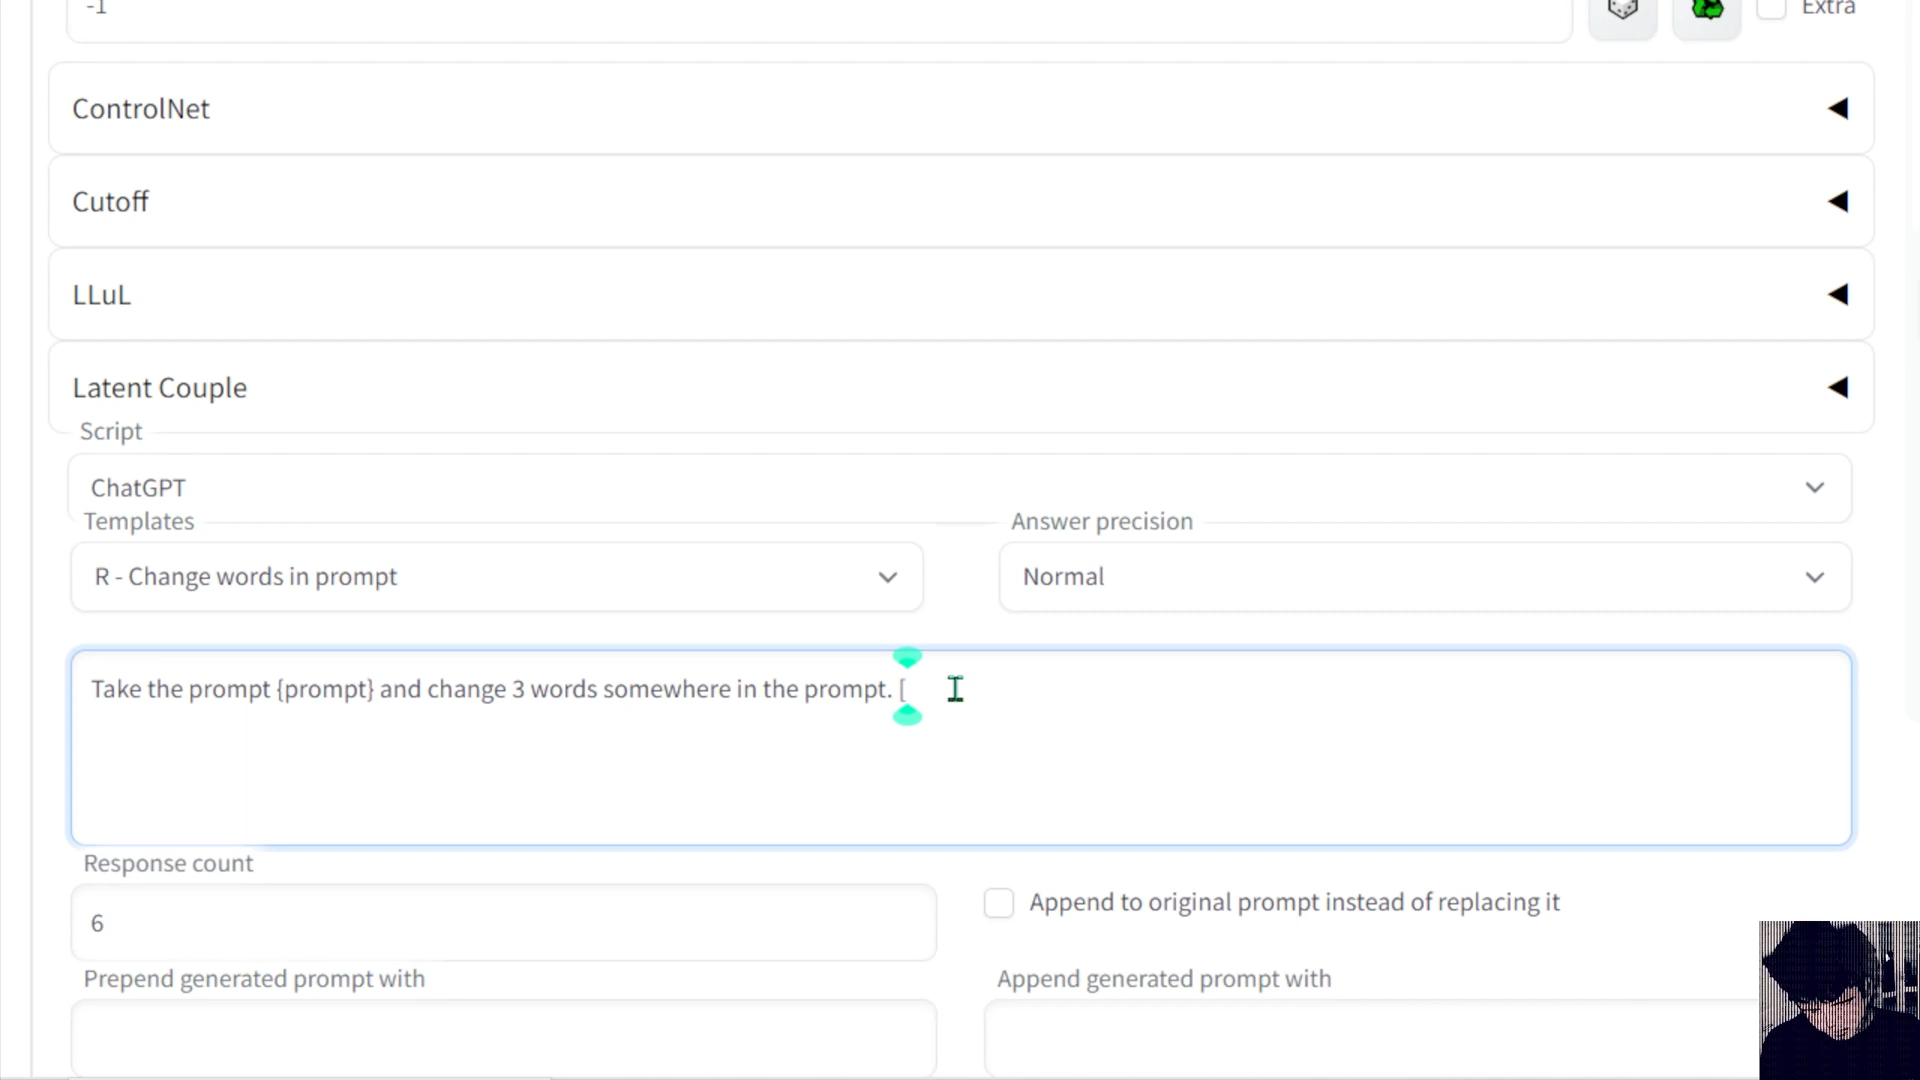 -1
Extra
ControlNet
Cutoff
LLuL
Latent Couple
Script
ChatGPT
Templates
Answer precision
R - Change words in prompt
Normal
Take the prompt {prompt} and change 3 words somewhere in the prompt. [
Response count
6
Append to original prompt instead of replacing it
Prepend generated prompt with
Append generated prompt with